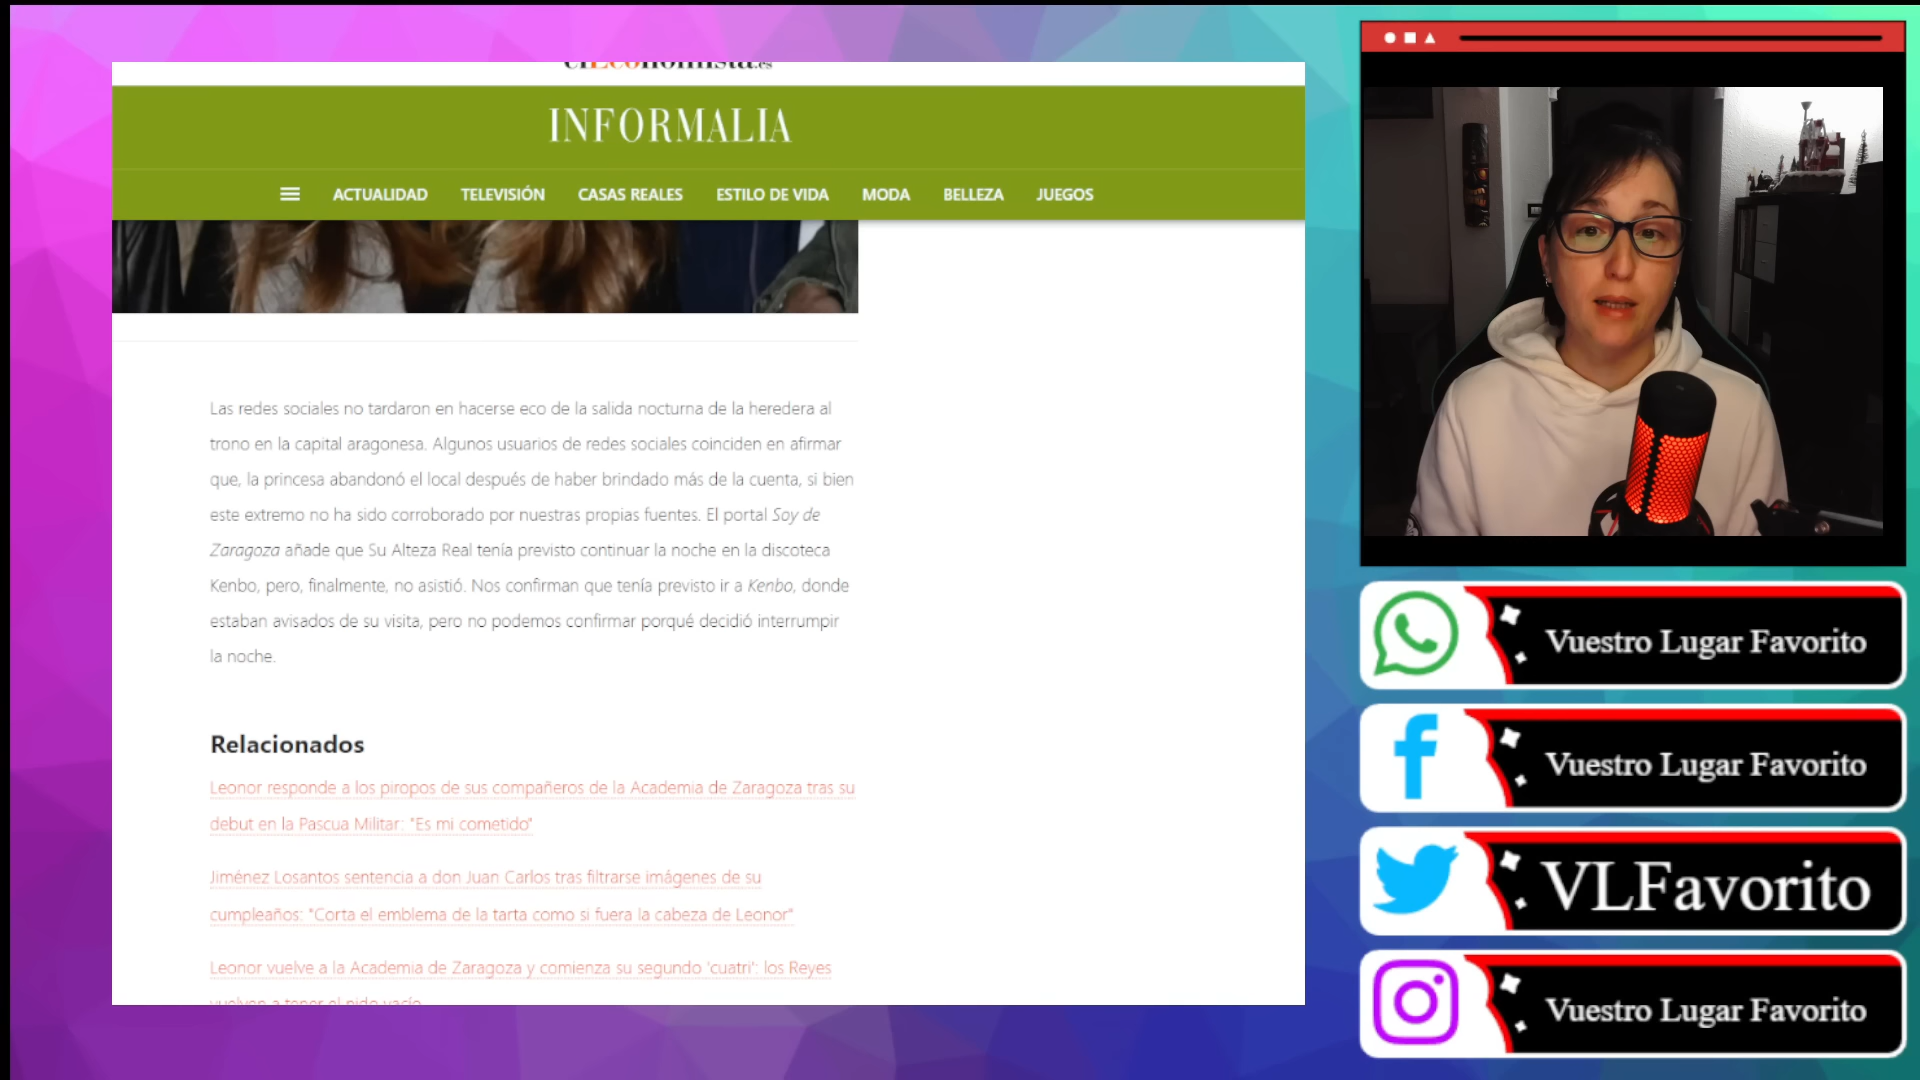 elEconomista.es
INFORMALIA
ACTUALIDAD TELEVISIÓN CASAS REALES ESTILO DE VIDA MODA BELLEZA JUEGOS
Las redes sociales no tardaron en hacerse eco de la salida nocturna de la heredera al
trono en la capital aragonesa. Algunos usuarios de redes sociales coinciden en afirmar
que, la princesa abandonó el local después de haber brindado más de la cuenta, si bien
este extremo no ha sido corroborado por nuestras propias fuentes. El portal Soy de
Zaragoza añade que Su Alteza Real tenía previsto continuar la noche en la discoteca
Kenbo, pero, finalmente, no asistió. Nos confirman que tenía previsto ir a Kenbo, donde
estaban avisados de su visita, pero no podemos confirmar porqué decidió interrumpir
la noche.
Relacionados
Leonor responde a los piropos de sus compañeros de la Academia de Zaragoza tras su
debut en la Pascua Militar: "Es mi cometido"
Jiménez Losantos sentencia a don Juan Carlos tras filtrarse imágenes de su
cumpleaños: "Corta el emblema de la tarta como si fuera la cabeza de Leonor"
Leonor vuelve a la Academia de Zaragoza y comienza su segundo 'cuatri': los Reyes
vuelven a tener el nido vacío
Vuestro Lugar Favorito
Vuestro Lugar Favorito
VLFavorito
Vuestro Lugar Favorito